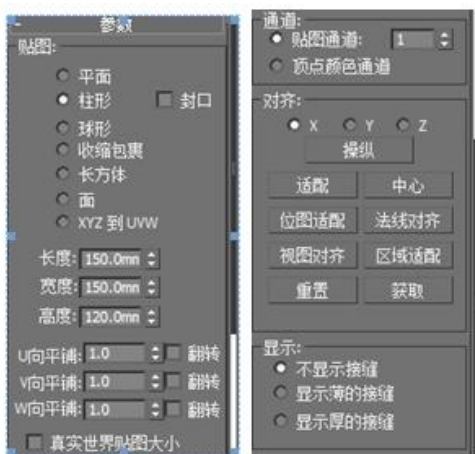 参数
贴图:
平面
柱形 封口
球形
收缩包裹
长方体
面
XYZ 到 UVW
长度: 150.0mm
宽度: 150.0mm
高度: 120.0mm
U向平铺: 1.0 翻转
V向平铺: 1.0 翻转
W向平铺: 1.0 翻转
真实世界贴图大小
通道:
贴图通道: 1
顶点颜色通道
对齐:
X Y Z
操纵
适配 中心
位图适配 法线对齐
视图对齐 区域适配
重置 获取
显示:
不显示接缝
显示薄的接缝
显示厚的接缝